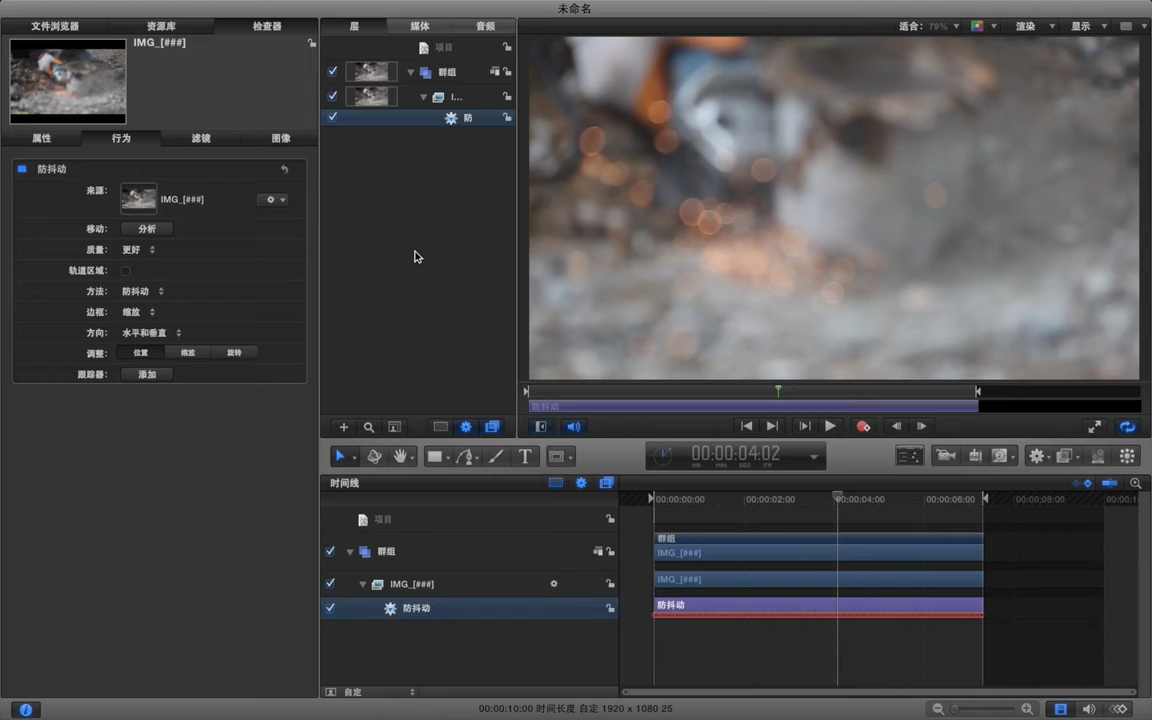 未命名
文件浏览器 资源库 检查器
层 媒体 音频
适合: 79% 渲染 显示
IMG_[###]
项目
群组
I...
防
属性 行为 滤镜 图像
防抖动
来源: IMG_[###]
移动: 分析
质量: 更好
轨道区域:
方法: 防抖动
边框: 缩放
方向: 水平和垂直
调整: 位置 缩放 旋转
跟踪器: 添加
防抖动
T
00:00:04:02
HR MIN SEC FR
时间线
00:00:00:00 00:00:02:00 00:00:04:00 00:00:06:00 00:00:08:00
项目
群组
群组
IMG_[###]
IMG_[###]
IMG_[###]
防抖动
防抖动
自定
00:00:10:00 时间长度 自定 1920 x 1080 25